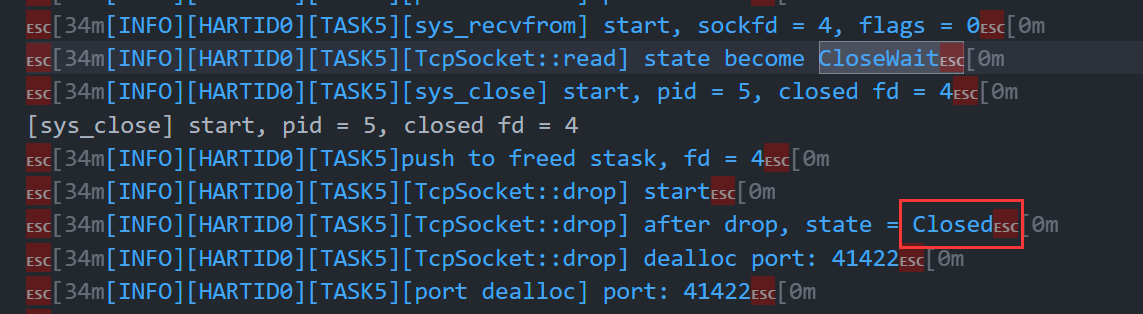 ESC[34m[INFO][HARTID0][TASK5][sys_recvfrom] start, sockfd = 4, flags = 0ESC[0m
ESC[34m[INFO][HARTID0][TASK5][TcpSocket::read] state become CloseWaitESC[0m
ESC[34m[INFO][HARTID0][TASK5][sys_close] start, pid = 5, closed fd = 4ESC[0m
[sys_close] start, pid = 5, closed fd = 4
ESC[34m[INFO][HARTID0][TASK5]push to freed stask, fd = 4ESC[0m
ESC[34m[INFO][HARTID0][TASK5][TcpSocket::drop] startESC[0m
ESC[34m[INFO][HARTID0][TASK5][TcpSocket::drop] after drop, state = ClosedESC[0m
ESC[34m[INFO][HARTID0][TASK5][TcpSocket::drop] dealloc port: 41422ESC[0m
ESC[34m[INFO][HARTID0][TASK5][port dealloc] port: 41422ESC[0m